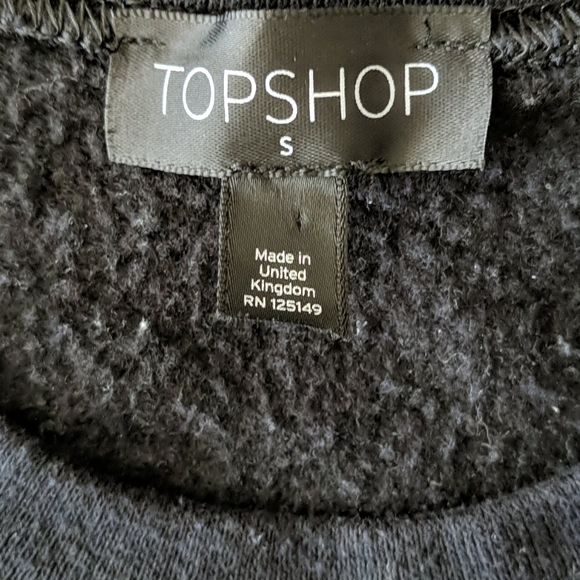 TOPSHOP
S
Made in
United
Kingdom
RN 125149